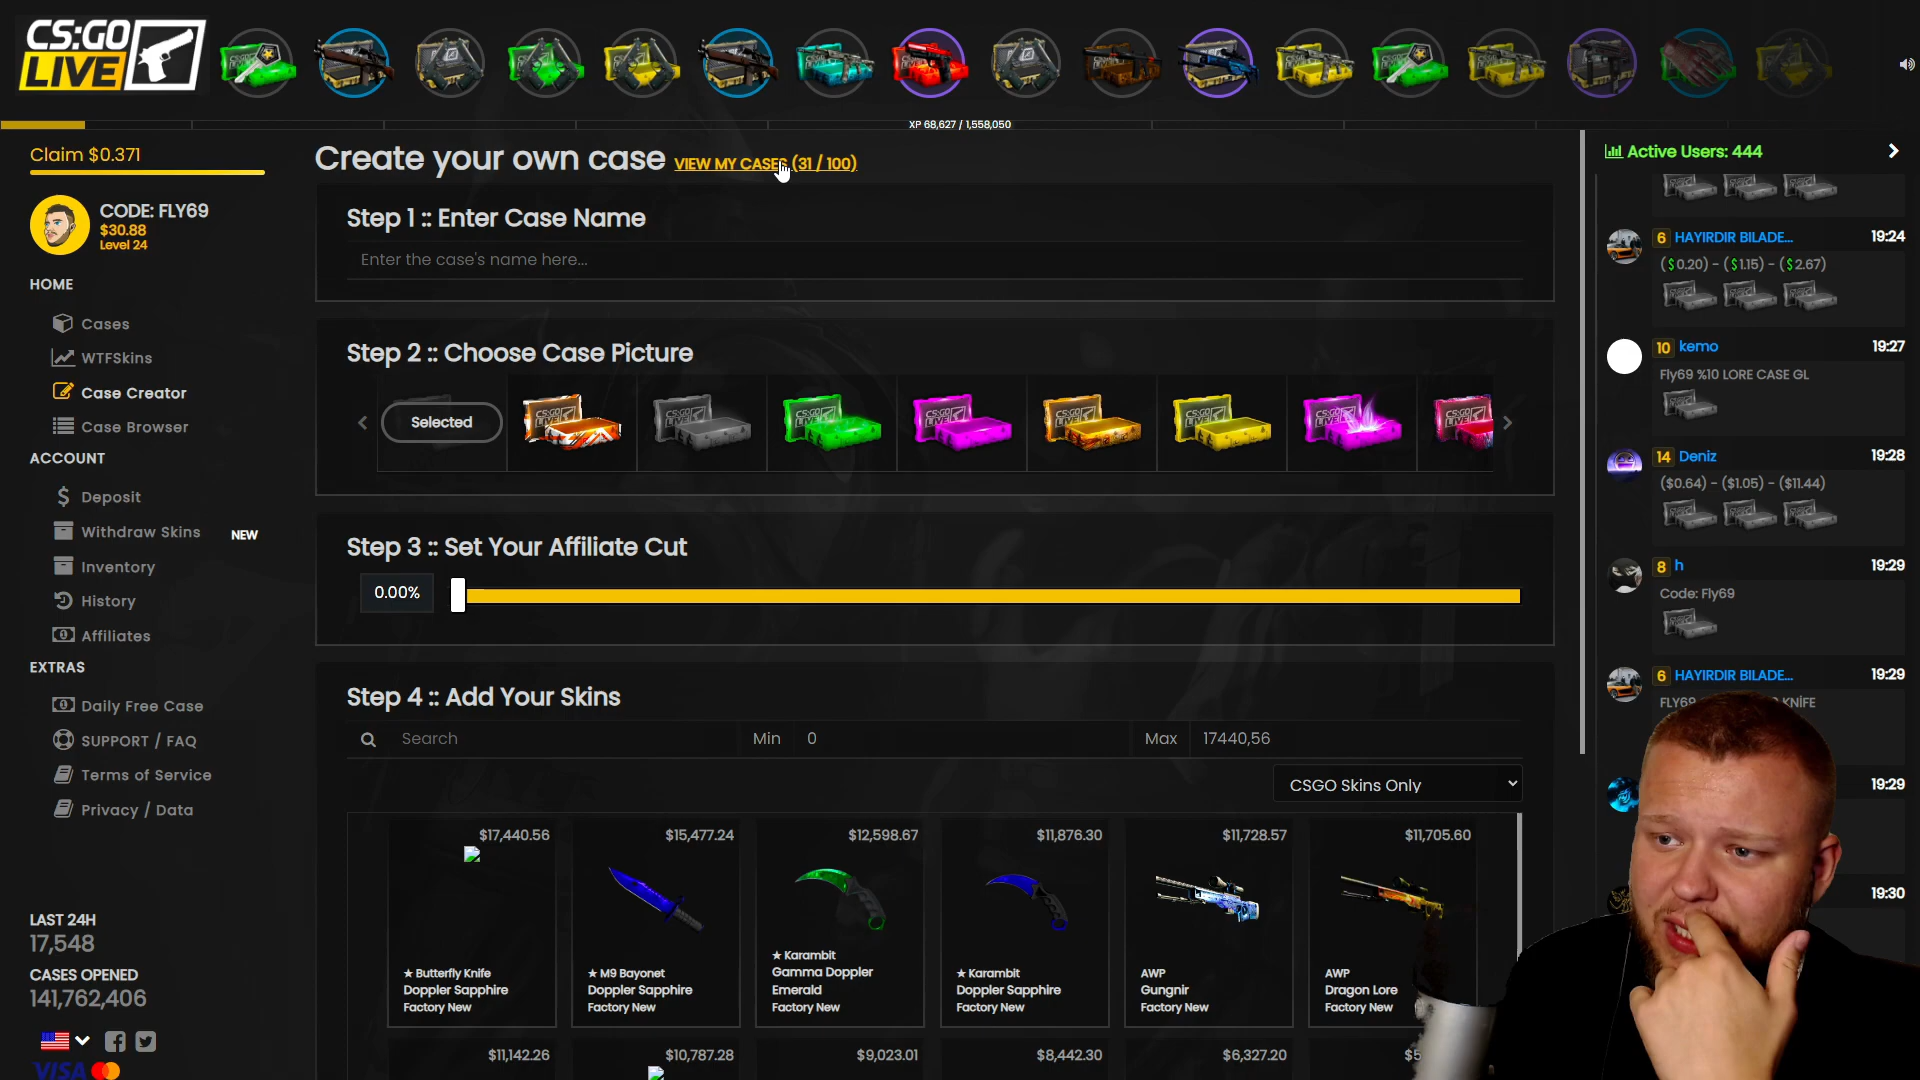 CS:GO
LIVE
XP 68,627 / 1,558,050
Claim $0.371
CODE: FLY69
$30.88
Level 24
HOME
Cases
WTFSkins
Case Creator
Case Browser
ACCOUNT
Deposit
Withdraw Skins NEW
Inventory
History
Affiliates
EXTRAS
Daily Free Case
SUPPORT / FAQ
Terms of Service
Privacy / Data
LAST 24H
17,548
CASES OPENED
141,762,406
VISA
Create your own case VIEW MY CASES (31 / 100)
Step 1 :: Enter Case Name
Enter the case's name here...
Step 2 :: Choose Case Picture
Selected
Step 3 :: Set Your Affiliate Cut
0.00%
Step 4 :: Add Your Skins
Search Min 0 Max 17440,56
CSGO Skins Only
$17,440.56
★ Butterfly Knife
Doppler Sapphire
Factory New
$15,477.24
★ M9 Bayonet
Doppler Sapphire
Factory New
$12,598.67
★ Karambit
Gamma Doppler
Emerald
Factory New
$11,876.30
★ Karambit
Doppler Sapphire
Factory New
$11,728.57
AWP
Gungnir
Factory New
$11,705.60
AWP
Dragon Lore
Factory New
$11,142.26
$10,787.28
$9,023.01
$8,442.30
$6,327.20
Active Users: 444
6 HAYIRDIR BILADE... 19:24
($0.20) - ($1.15) - ($2.67)
10 kemo 19:27
Fly69 %10 LORE CASE GL
14 Deniz 19:28
($0.64) - ($1.05) - ($11.44)
8 h 19:29
Code: Fly69
6 HAYIRDIR BILADE... 19:29
FLY69 KNİFE
19:29
19:30